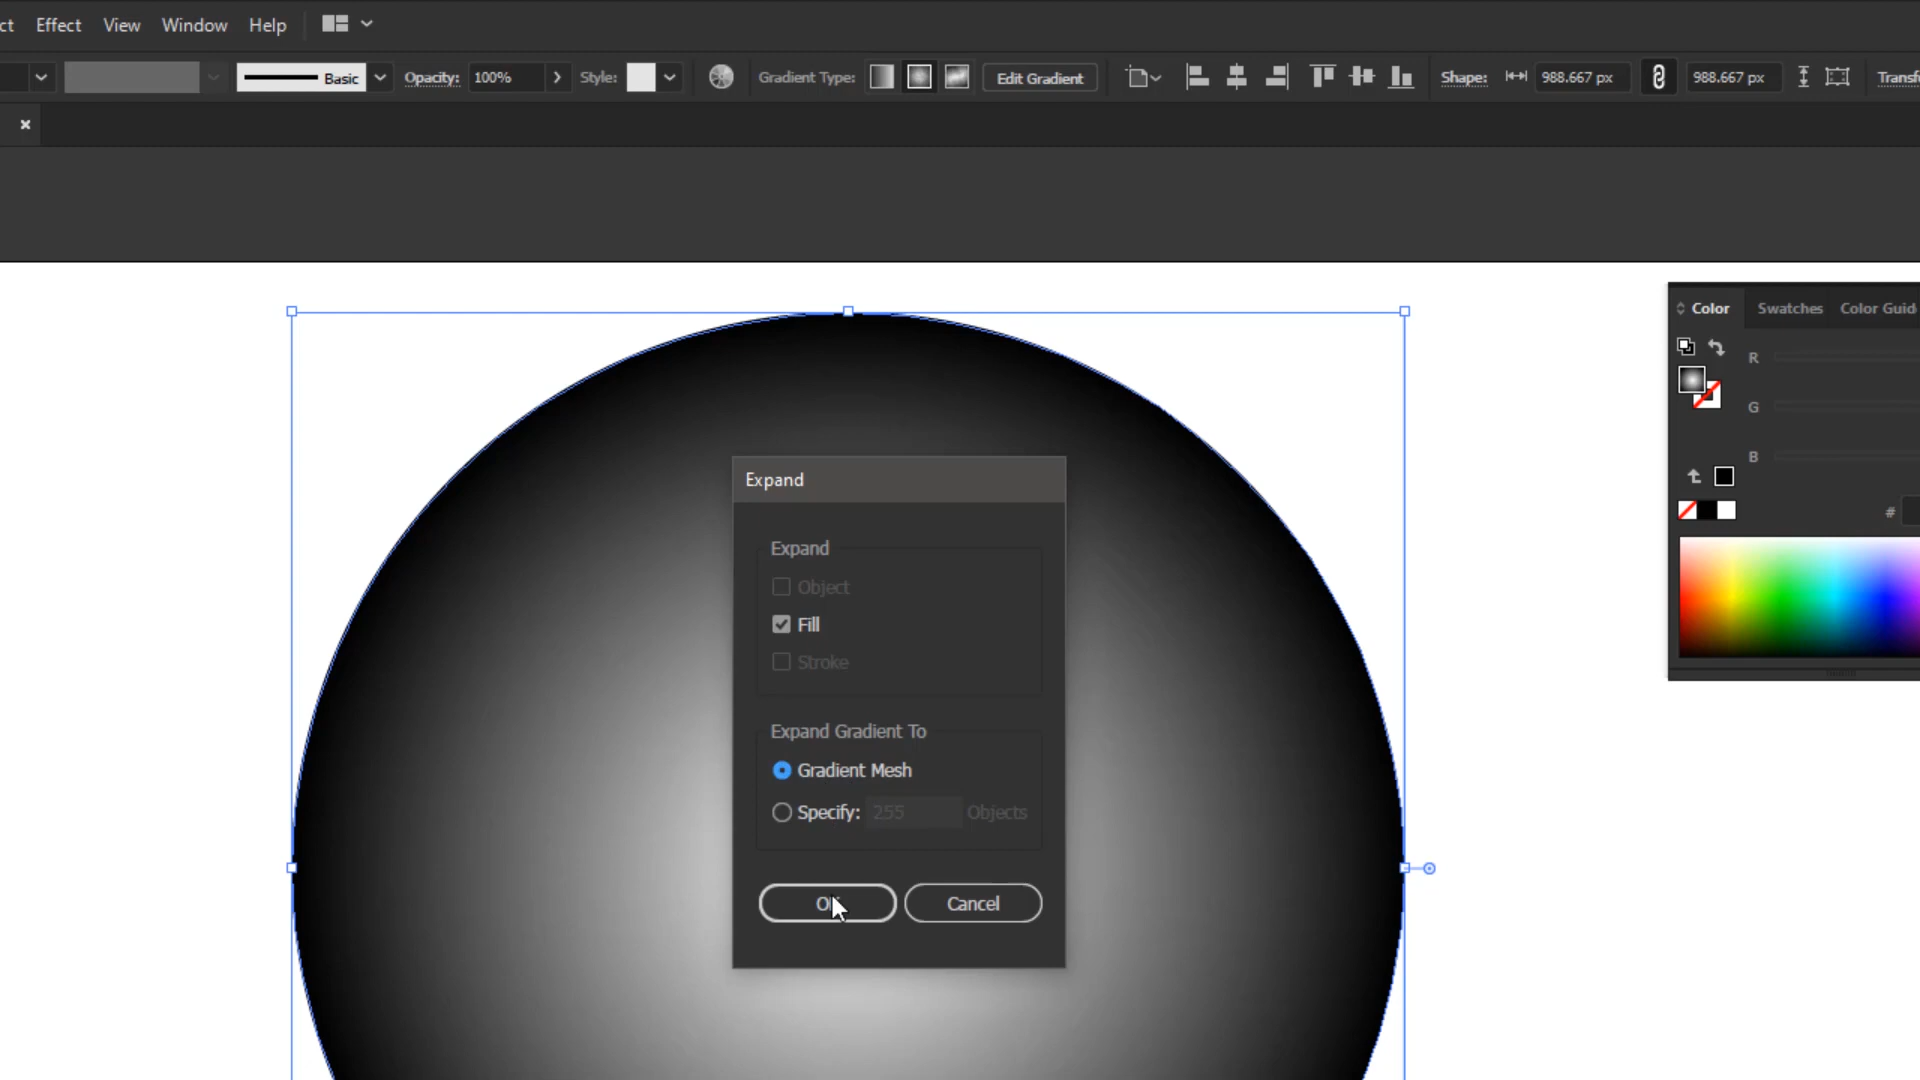 ct Effect View Window Help
Basic Opacity: 100% Style: Gradient Type: Edit Gradient Shape: 988.667 px 988.667 px Transf
Color Swatches Color Guid
R
G
B
#
Expand
Expand
Object
Fill
Stroke
Expand Gradient To
Gradient Mesh
Specify: 255 Objects
OK Cancel